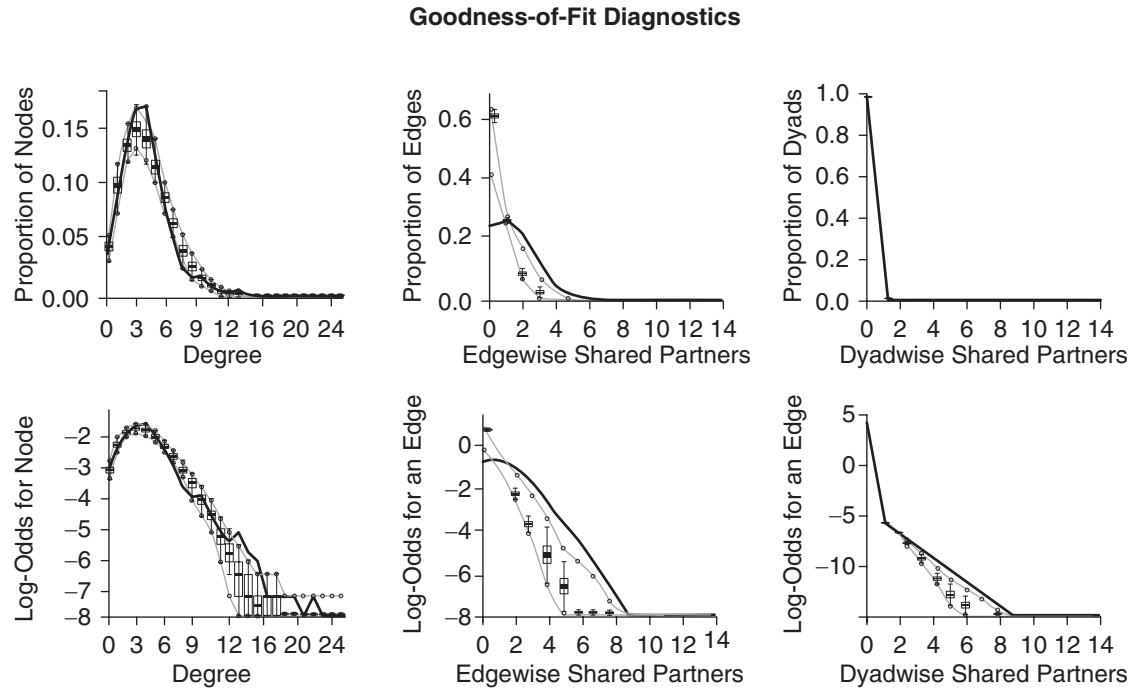 Goodness-of-Fit Diagnostics
Proportion of Nodes
0.15
0.10
0.05
0.00
0 3 6 9 12 16 20 24
Degree
Proportion of Edges
0.6
0.4
0.2
0.0
0 2 4 6 8 10 12 14
Edgewise Shared Partners
Proportion of Dyads
1.0
0.8
0.6
0.4
0.2
0.0
0 2 4 6 8 10 12 14
Dyadwise Shared Partners
Log-Odds for Node
−2
−3
−4
−5
−6
−7
−8
0 3 6 9 12 16 20 24
Degree
Log-Odds for an Edge
0
−2
−4
−6
−8
0 2 4 6 8 10 12 14
Edgewise Shared Partners
Log-Odds for an Edge
5
0
−5
−10
0 2 4 6 8 10 12 14
Dyadwise Shared Partners